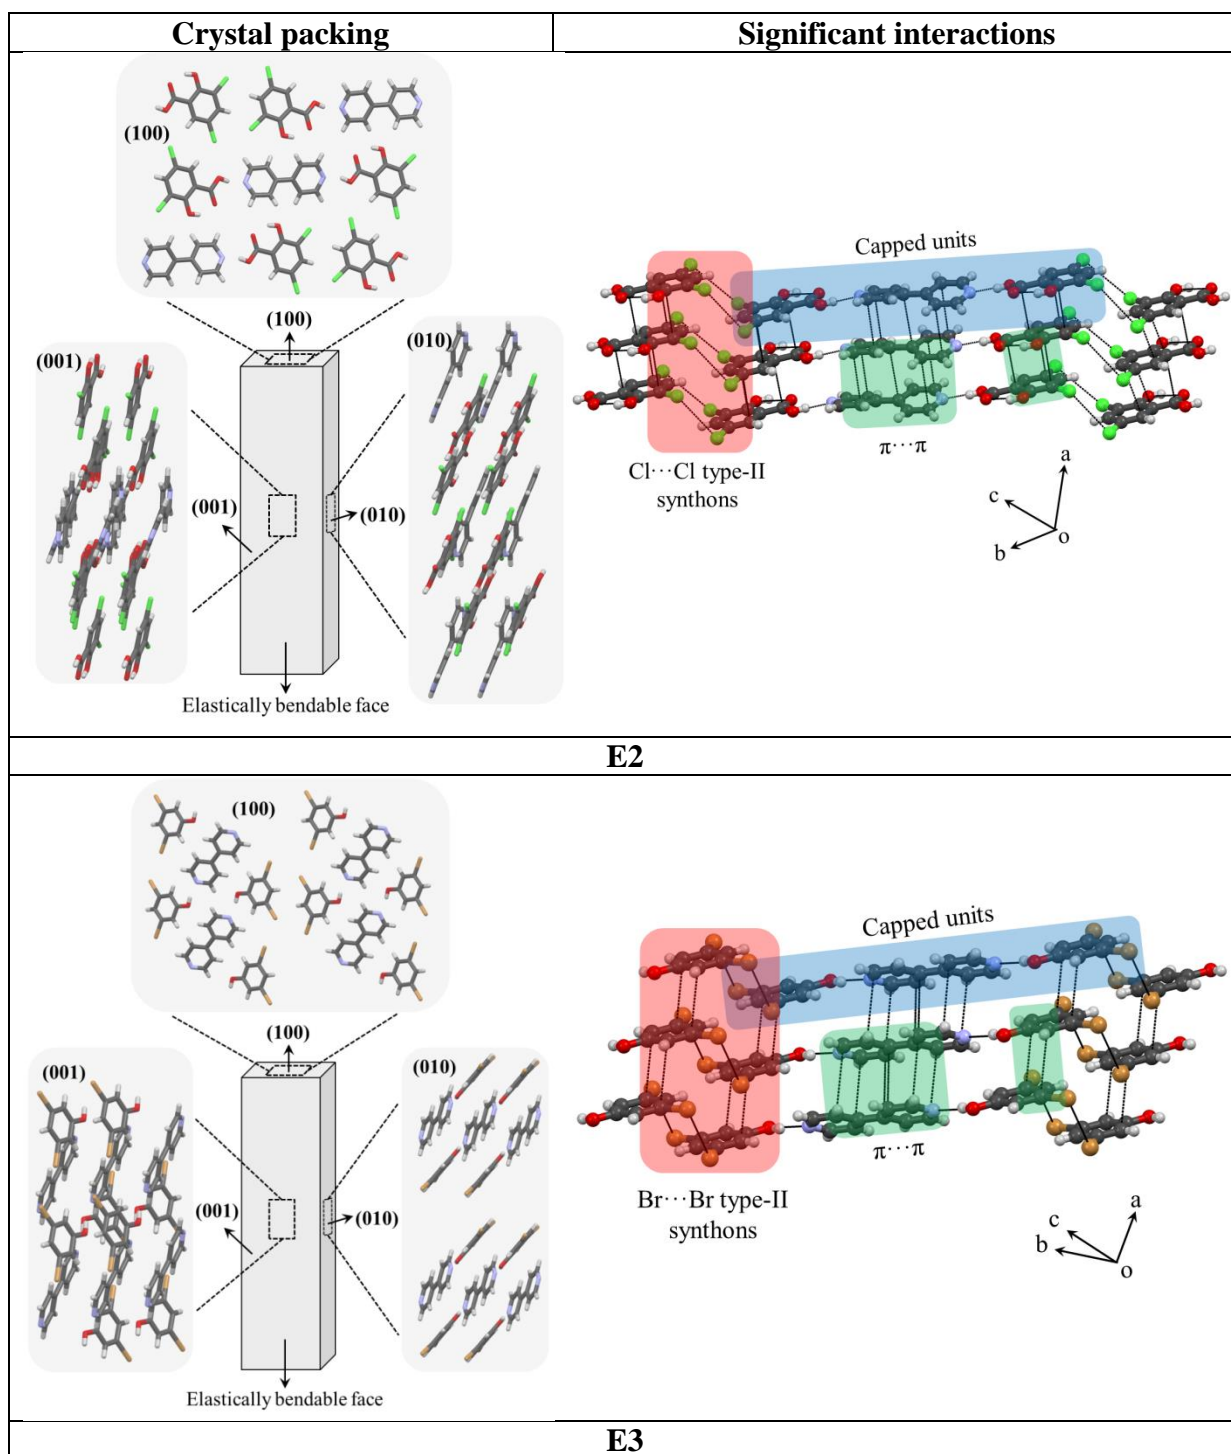 Crystal packing
Significant interactions
(100)
(100)
(001)
(010)
(001)
(010)
Elastically bendable face
Capped units
π···π
Cl···Cl type-II
synthons
a
c
b
o
E2
(100)
(100)
(001)
(010)
(001)
(010)
Elastically bendable face
Capped units
π···π
Br···Br type-II
synthons
a
c
b
o
E3